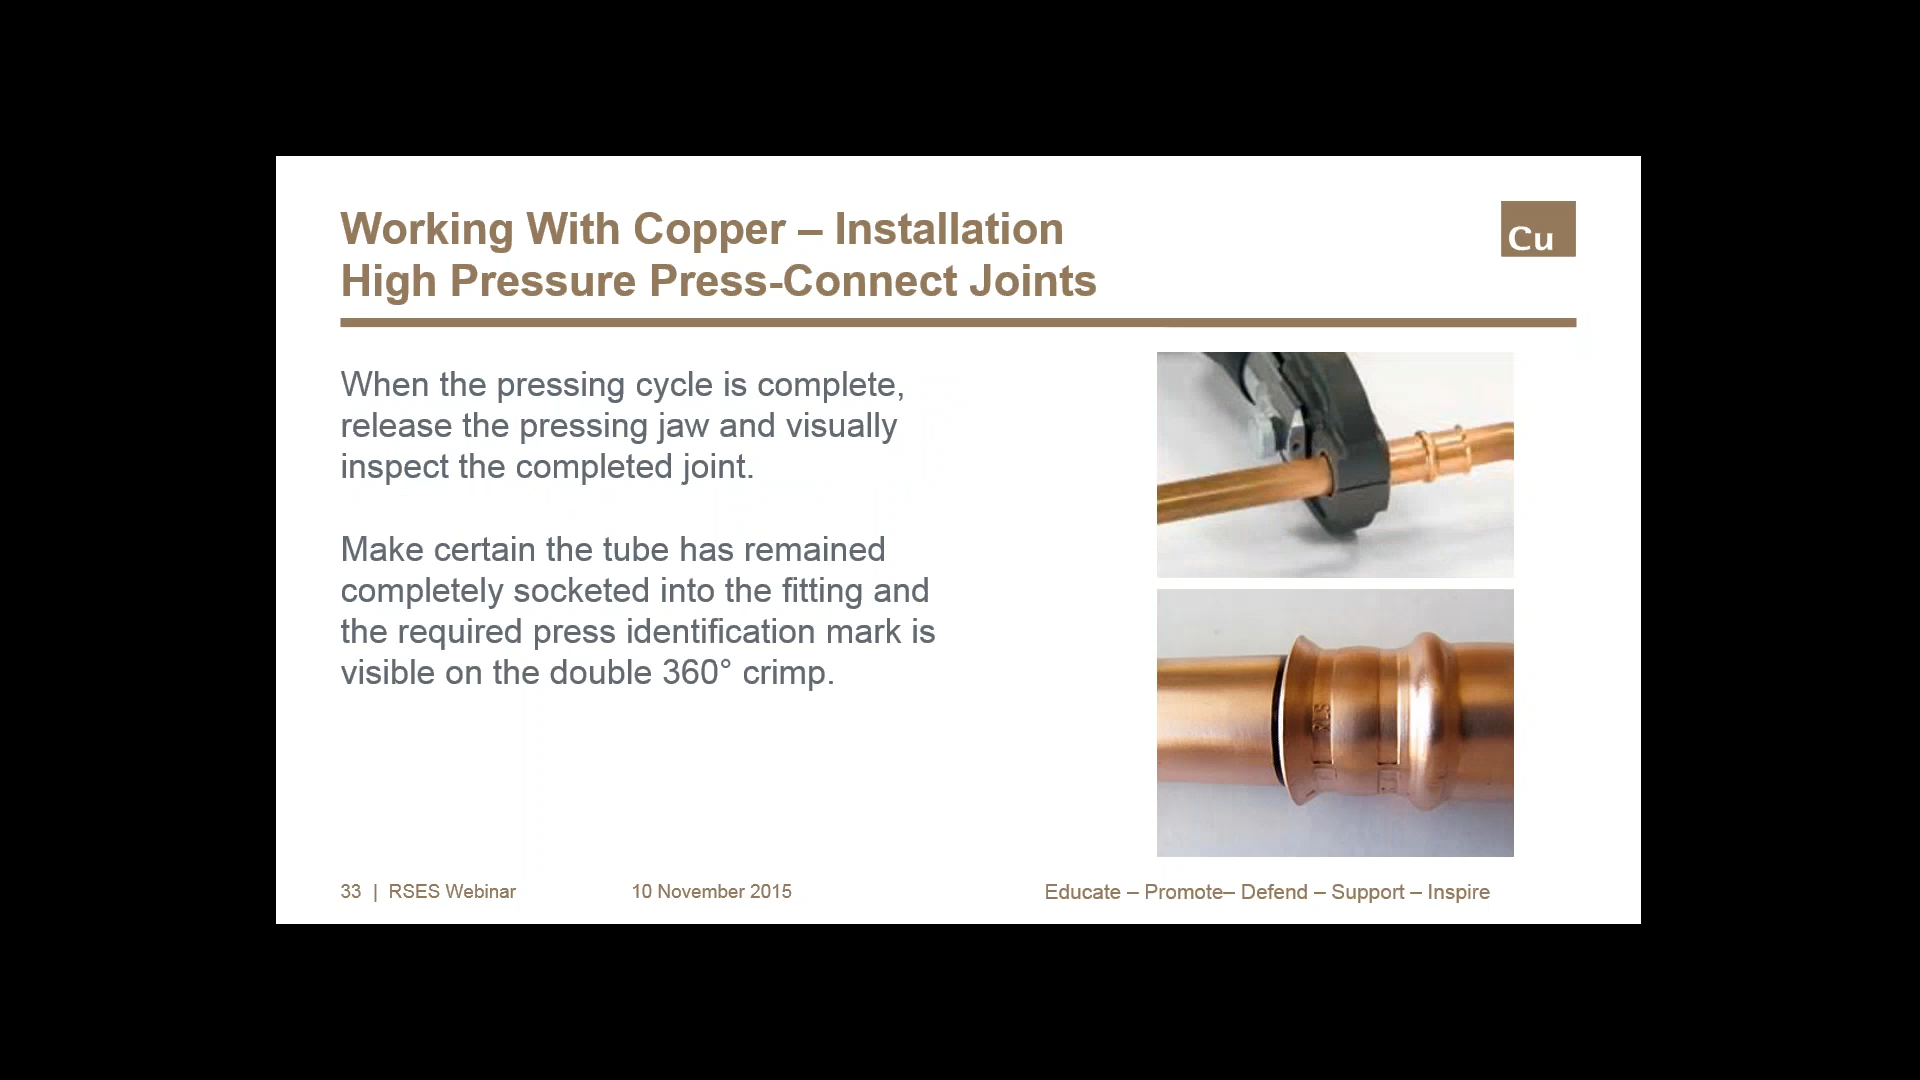 Working With Copper – Installation
High Pressure Press-Connect Joints
Cu
When the pressing cycle is complete,
release the pressing jaw and visually
inspect the completed joint.
Make certain the tube has remained
completely socketed into the fitting and
the required press identification mark is
visible on the double 360° crimp.
RLS
33 | RSES Webinar
10 November 2015
Educate – Promote– Defend – Support – Inspire